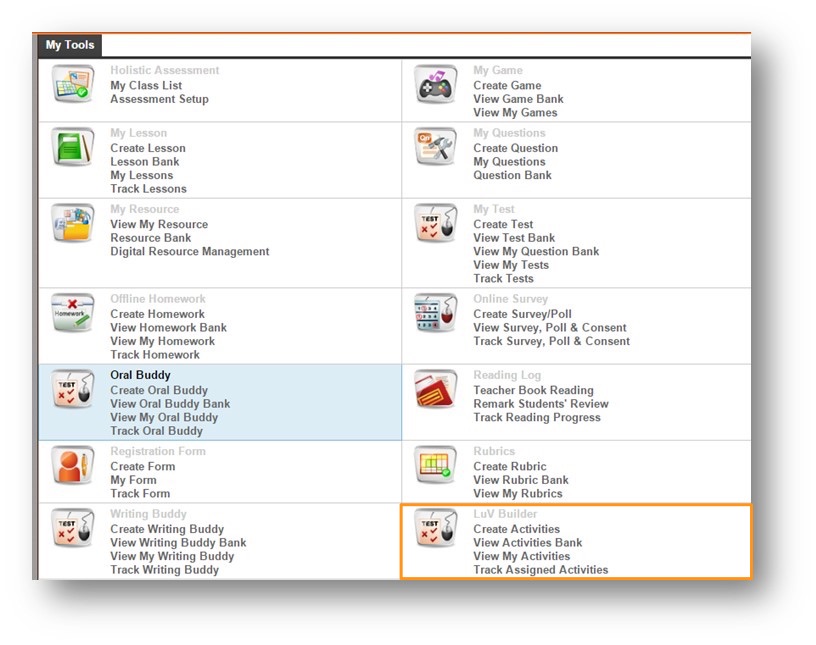 My Tools
Holistic Assessment
My Class List
Assessment Setup
My Game
Create Game
View Game Bank
View My Games
My Lesson
Create Lesson
Lesson Bank
My Lessons
Track Lessons
My Questions
Create Question
My Questions
Question Bank
My Resource
View My Resource
Resource Bank
Digital Resource Management
TEST
My Test
Create Test
View Test Bank
View My Question Bank
View My Tests
Track Tests
Homework
Offline Homework
Create Homework
View Homework Bank
View My Homework
Track Homework
Online Survey
Create Survey/Poll
View Survey, Poll & Consent
Track Survey, Poll & Consent
TEST
Oral Buddy
Create Oral Buddy
View Oral Buddy Bank
View My Oral Buddy
Track Oral Buddy
Reading Log
Teacher Book Reading
Remark Students' Review
Track Reading Progress
Registration Form
Create Form
My Form
Track Form
Rubrics
Create Rubric
View Rubric Bank
View My Rubrics
TEST
Writing Buddy
Create Writing Buddy
View Writing Buddy Bank
View My Writing Buddy
Track Writing Buddy
TEST
LuV Builder
Create Activities
View Activities Bank
View My Activities
Track Assigned Activities